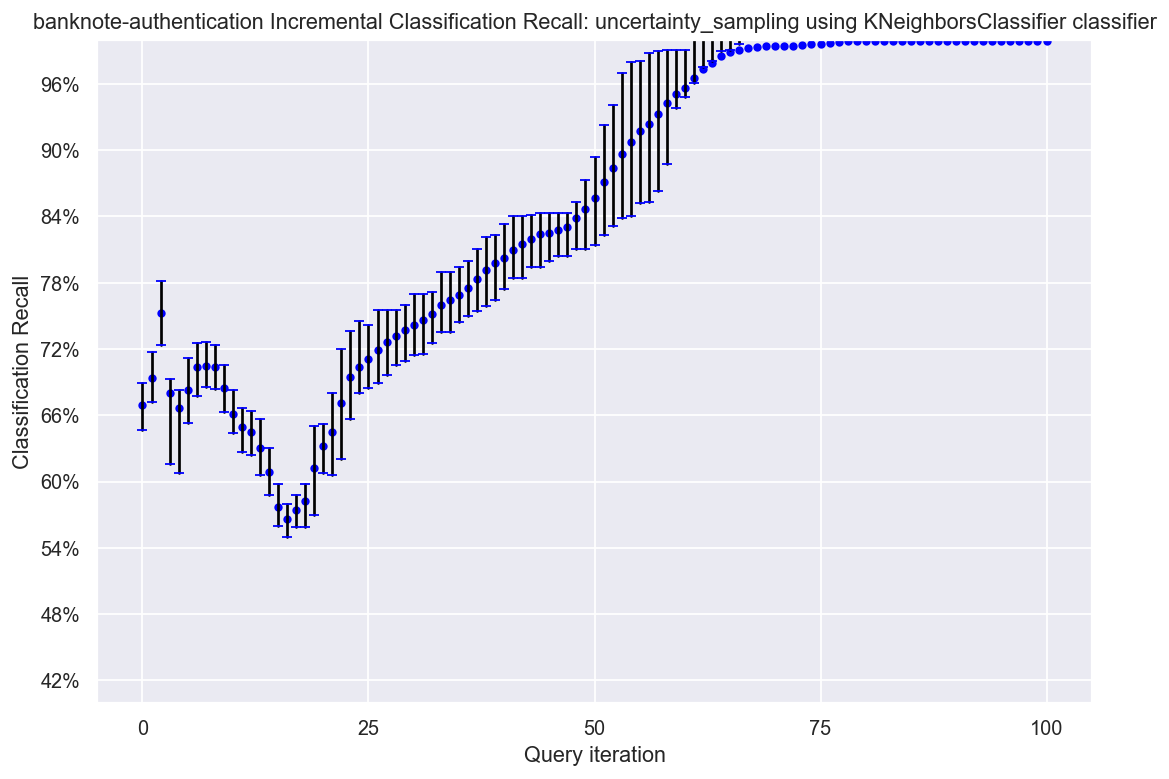 banknote-authentication Incremental Classification Recall: uncertainty_sampling using KNeighborsClassifier classifier
96%
90%
84%
78%
72%
66%
60%
54%
48%
42%
Classification Recall
0 25 50 75 100
Query iteration